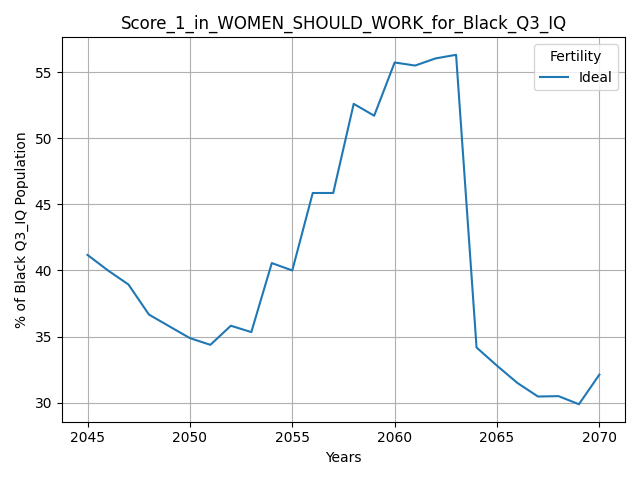 Score_1_in_WOMEN_SHOULD_WORK_for_Black_Q3_IQ
Fertility
Ideal
% of Black Q3_IQ Population
55
50
45
40
35
30
2045
2050
2055
2060
2065
2070
Years